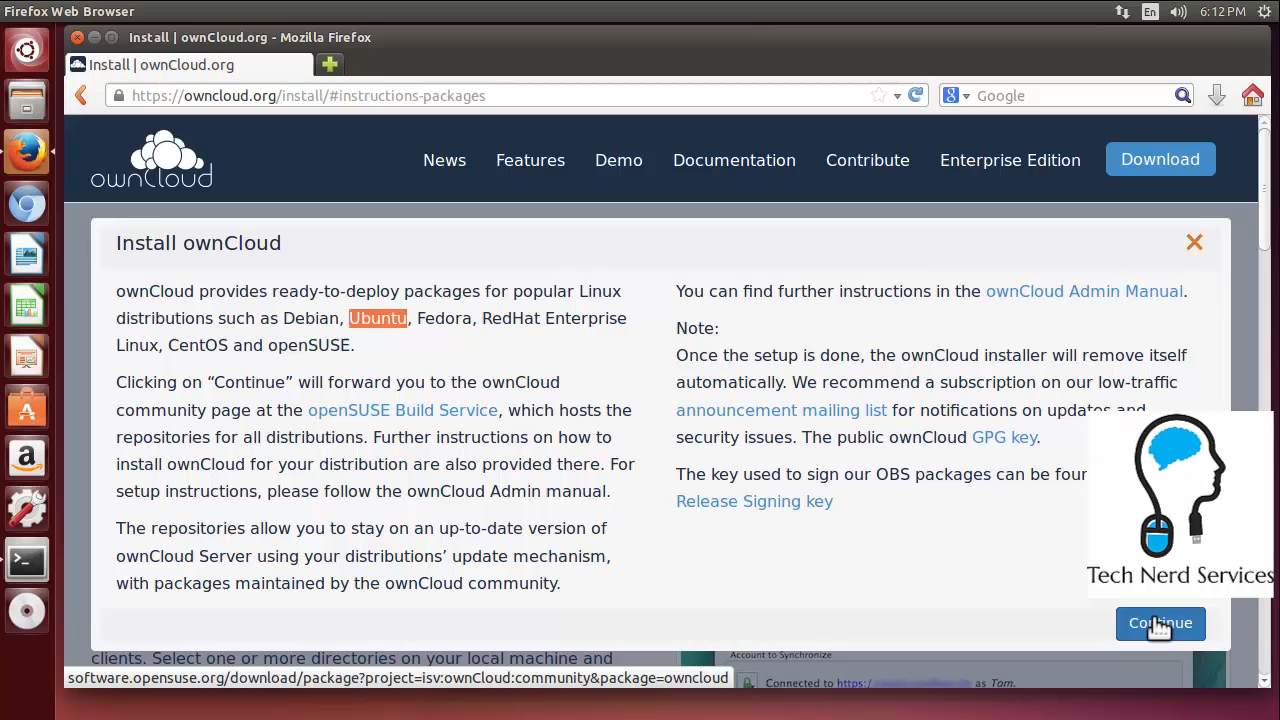 Firefox Web Browser
En
6:12 PM
Install | ownCloud.org - Mozilla Firefox
Install | ownCloud.org
https://owncloud.org/install/#instructions-packages
Google
ownCloud
News
Features
Demo
Documentation
Contribute
Enterprise Edition
Download
Install ownCloud
ownCloud provides ready-to-deploy packages for popular Linux
distributions such as Debian, Ubuntu, Fedora, RedHat Enterprise
Linux, CentOS and openSUSE.
Clicking on “Continue” will forward you to the ownCloud
community page at the openSUSE Build Service, which hosts the
repositories for all distributions. Further instructions on how to
install ownCloud for your distribution are also provided there. For
setup instructions, please follow the ownCloud Admin manual.
The repositories allow you to stay on an up-to-date version of
ownCloud Server using your distributions’ update mechanism,
with packages maintained by the ownCloud community.
You can find further instructions in the ownCloud Admin Manual.
Note:
Once the setup is done, the ownCloud installer will remove itself
automatically. We recommend a subscription on our low-traffic
announcement mailing list for notifications on updates and
security issues. The public ownCloud GPG key.
The key used to sign our OBS packages can be four
Release Signing key
Tech Nerd Services
Continue
clients. Select one or more directories on your local machine and
Account to Synchronize
Connected to https:/ as Tom.
software.opensuse.org/download/package?project=isv:ownCloud:community&package=owncloud